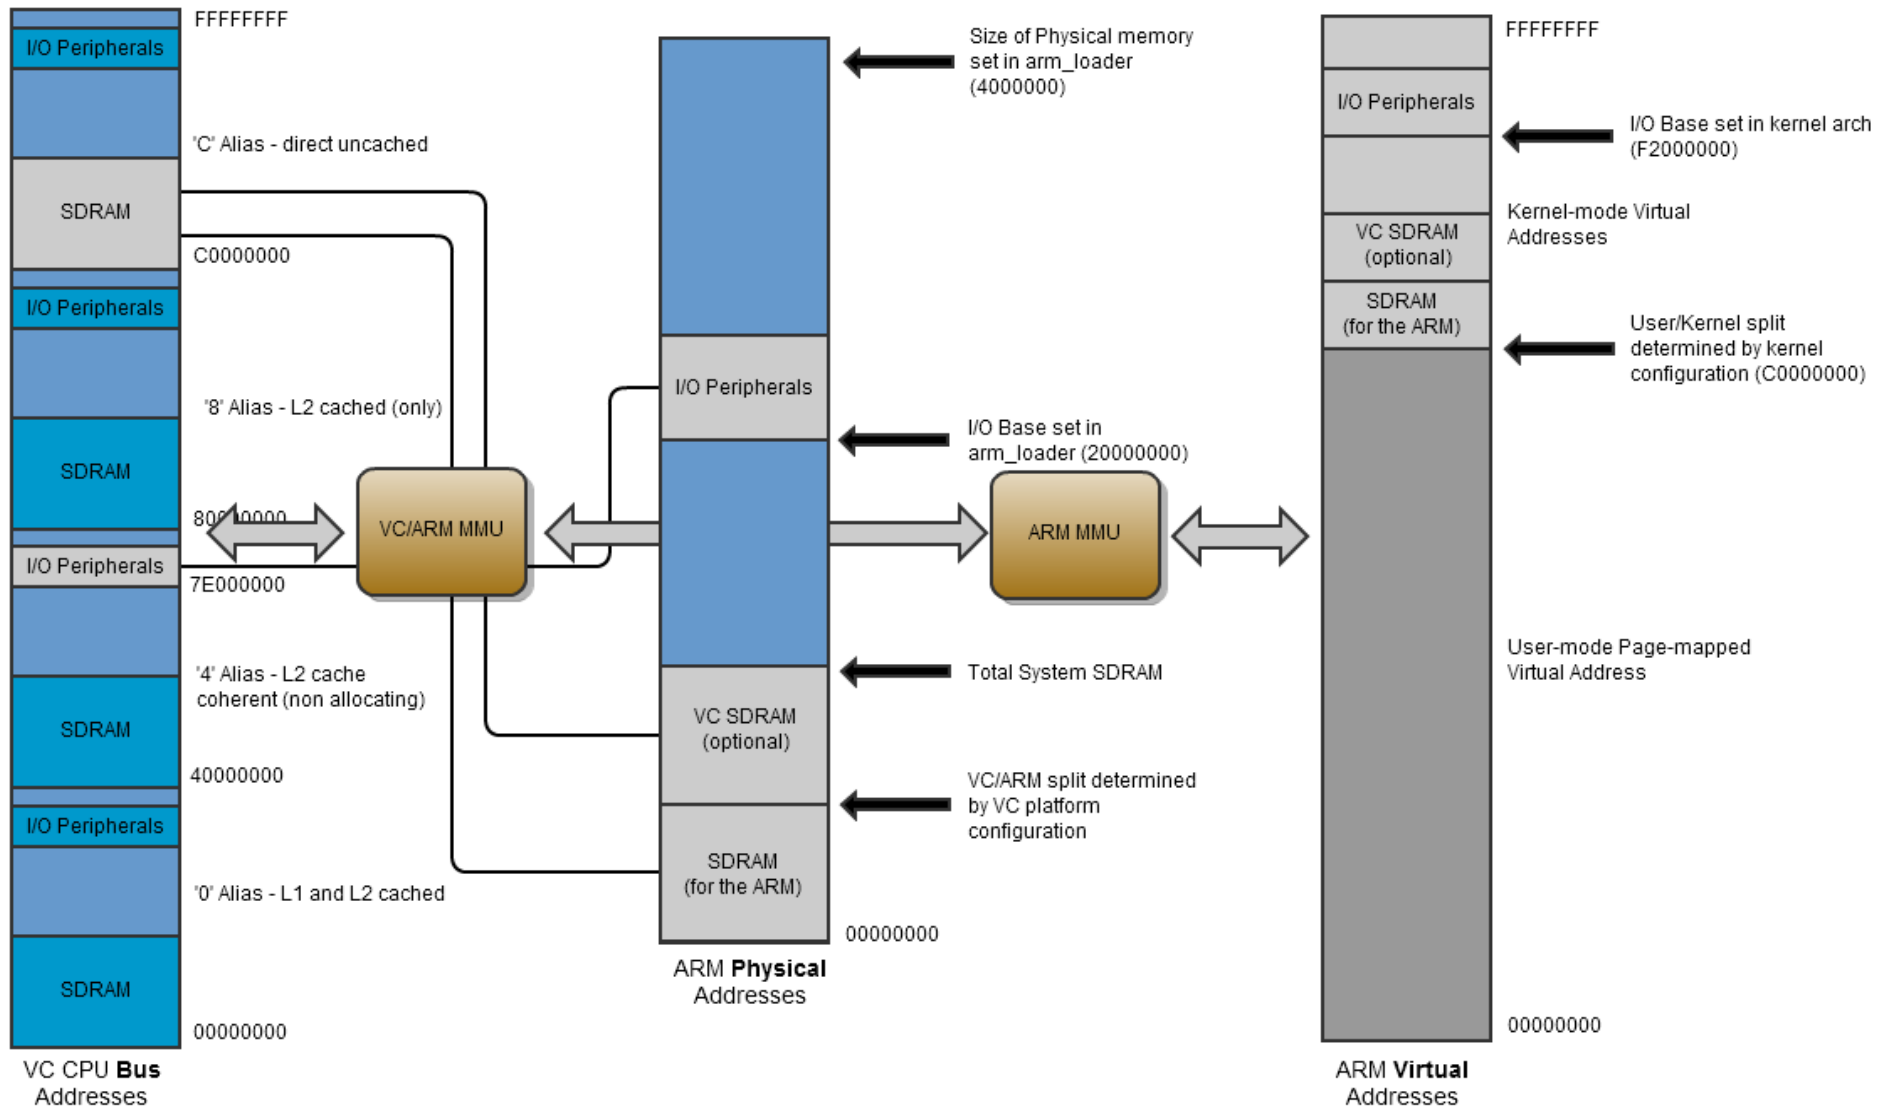 FFFFFFFF
I/O Peripherals
'C' Alias - direct uncached
SDRAM
C0000000
I/O Peripherals
'8' Alias - L2 cached (only)
SDRAM
80000000
I/O Peripherals
7E000000
'4' Alias - L2 cache
coherent (non allocating)
SDRAM
40000000
I/O Peripherals
'0' Alias - L1 and L2 cached
SDRAM
00000000
VC CPU Bus
Addresses
VC/ARM MMU
Size of Physical memory
set in arm_loader
(4000000)
I/O Peripherals
I/O Base set in
arm_loader (20000000)
Total System SDRAM
VC SDRAM
(optional)
VC/ARM split determined
by VC platform
configuration
SDRAM
(for the ARM)
00000000
ARM Physical
Addresses
ARM MMU
FFFFFFFF
I/O Peripherals
I/O Base set in kernel arch
(F2000000)
Kernel-mode Virtual
Addresses
VC SDRAM
(optional)
SDRAM
(for the ARM)
User/Kernel split
determined by kernel
configuration (C0000000)
User-mode Page-mapped
Virtual Address
00000000
ARM Virtual
Addresses